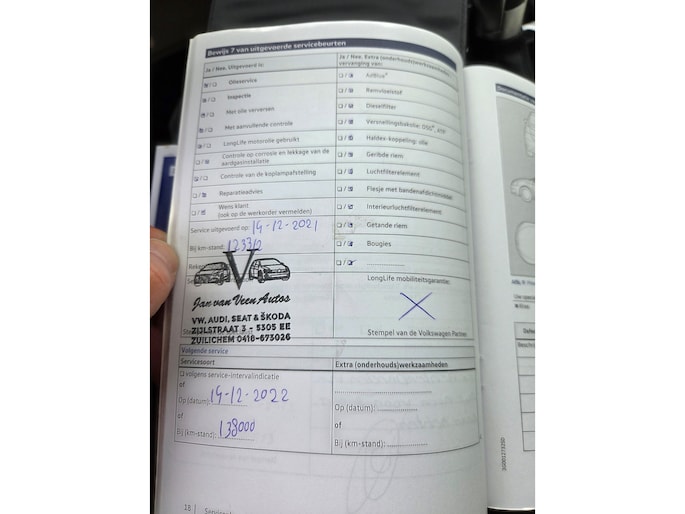 Bewijs 7 van uitgevoerde servicebeurten
Ja / Nee. Uitgevoerd is:
Olieservice
Inspectie
Met olie verversen
Met aanvullende controle
LongLife motorolie gebruikt
Controle op corrosie en lekkage van de
aardgasinstallatie
Controle van de koplampafstelling
Reparatieadvies
Wens klant
(ook op de werkorder vermelden)
Service uitgevoerd op: 14-12-2021
Bij km-stand: 123312
Jan van Veen Autos
VW, AUDI, SEAT & ŠKODA
ZIJLSTRAAT 3 - 5305 EE
ZUILICHEM 0418-673026
Ja / Nee. Extra (onderhouds)werkzaamheden
vervanging van:
AdBlue®
Remvloeistof
Dieselfilter
Versnellingsbakolie: DSG®, ATF
Haldex-koppeling: olie
Geribde riem
Luchtfilterelement
Flesje met bandenafdichtmiddel
Interieurluchtfilterelement
Getande riem
Bougies
LongLife mobiliteitsgarantie:
Stempel van de Volkswagen Partner
Volgende service
Servicesoort
volgens service-intervalindicatie
of
Op (datum): 14-12-2022
of
Bij (km-stand): 138000
Extra (onderhouds)werkzaamheden
Op (datum):
of
Bij (km-stand):
18